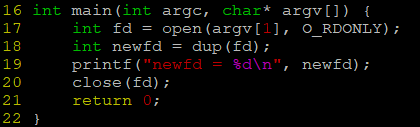 16 int main(int argc, char* argv[]) {
17     int fd = open(argv[1], O_RDONLY);
18     int newfd = dup(fd);
19     printf("newfd = %d\n", newfd);
20     close(fd);
21     return 0;
22 }